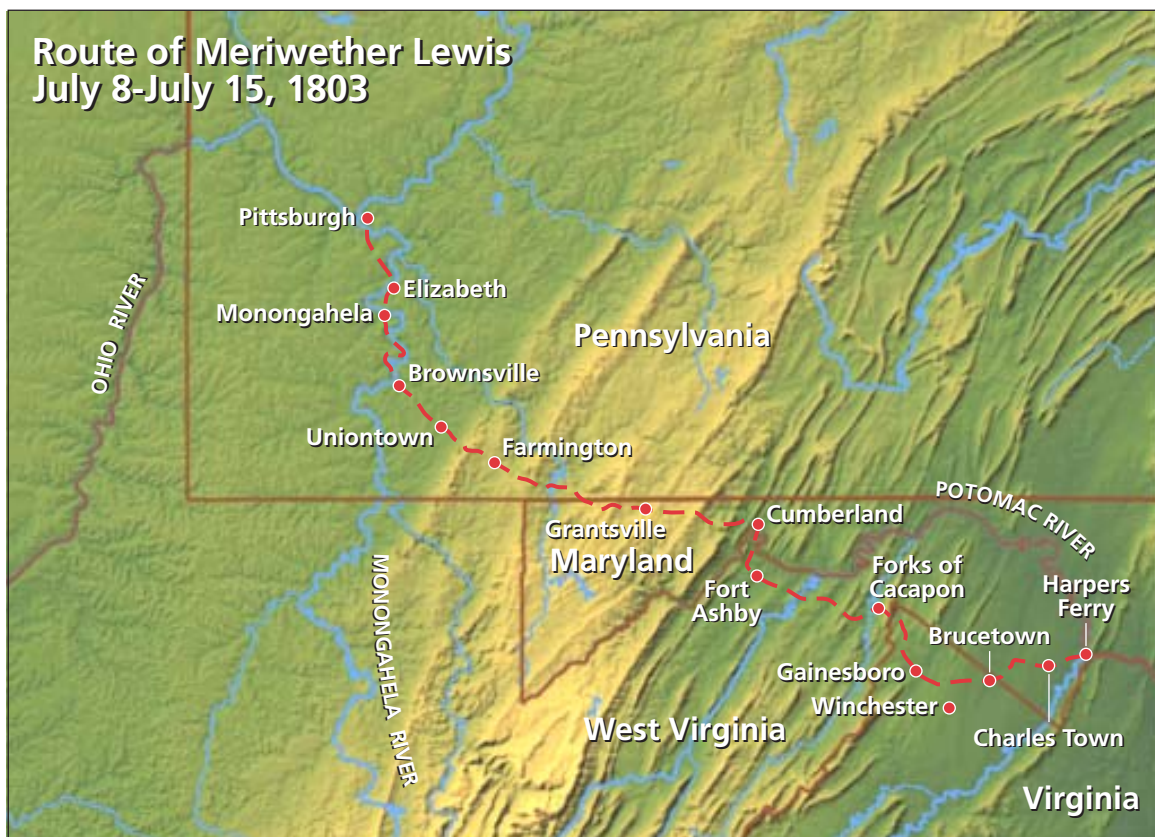 Route of Meriwether Lewis
July 8-July 15, 1803
Pittsburgh
Elizabeth
Monongahela
OHIO RIVER
Pennsylvania
Brownsville
Uniontown
Farmington
POTOMAC RIVER
Grantsville
Cumberland
Maryland
MONONGAHELA RIVER
Fort
Ashby
Forks of
Cacapon
Harpers
Ferry
Brucetown
Gainesboro
Winchester
West Virginia
Charles Town
Virginia